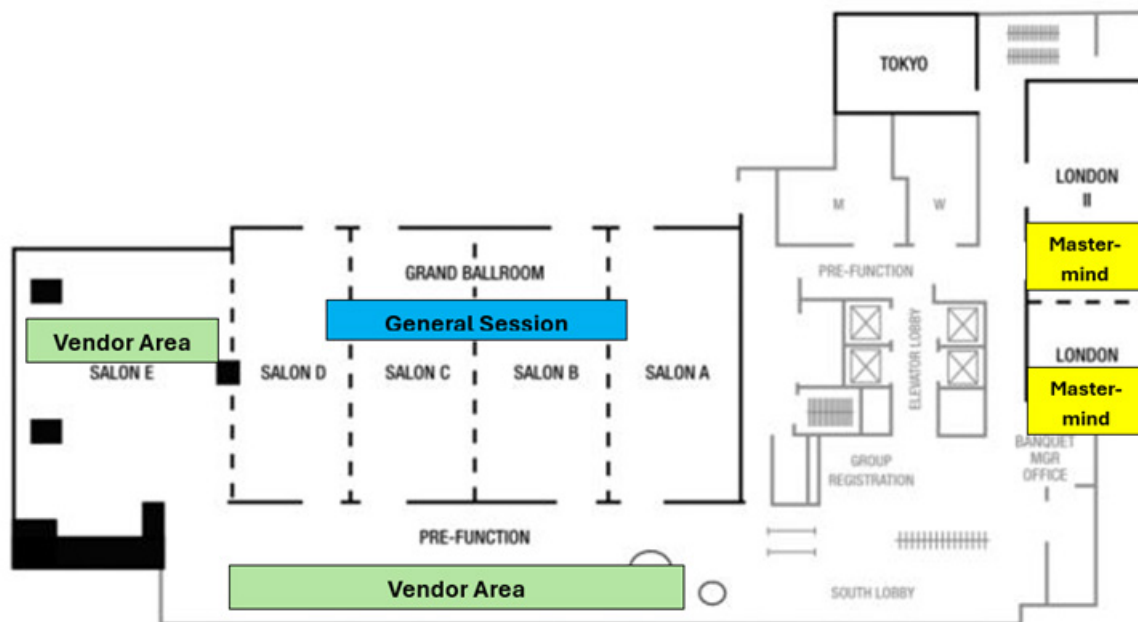 TOKYO
LONDON
II
M
W
Master-
mind
PRE-FUNCTION
GRAND BALLROOM
General Session
Vendor Area
SALON E
SALON D
SALON C
SALON B
SALON A
ELEVATOR LOBBY
LONDON
Master-
mind
BANQUET
MGR
OFFICE
GROUP
REGISTRATION
PRE-FUNCTION
Vendor Area
SOUTH LOBBY